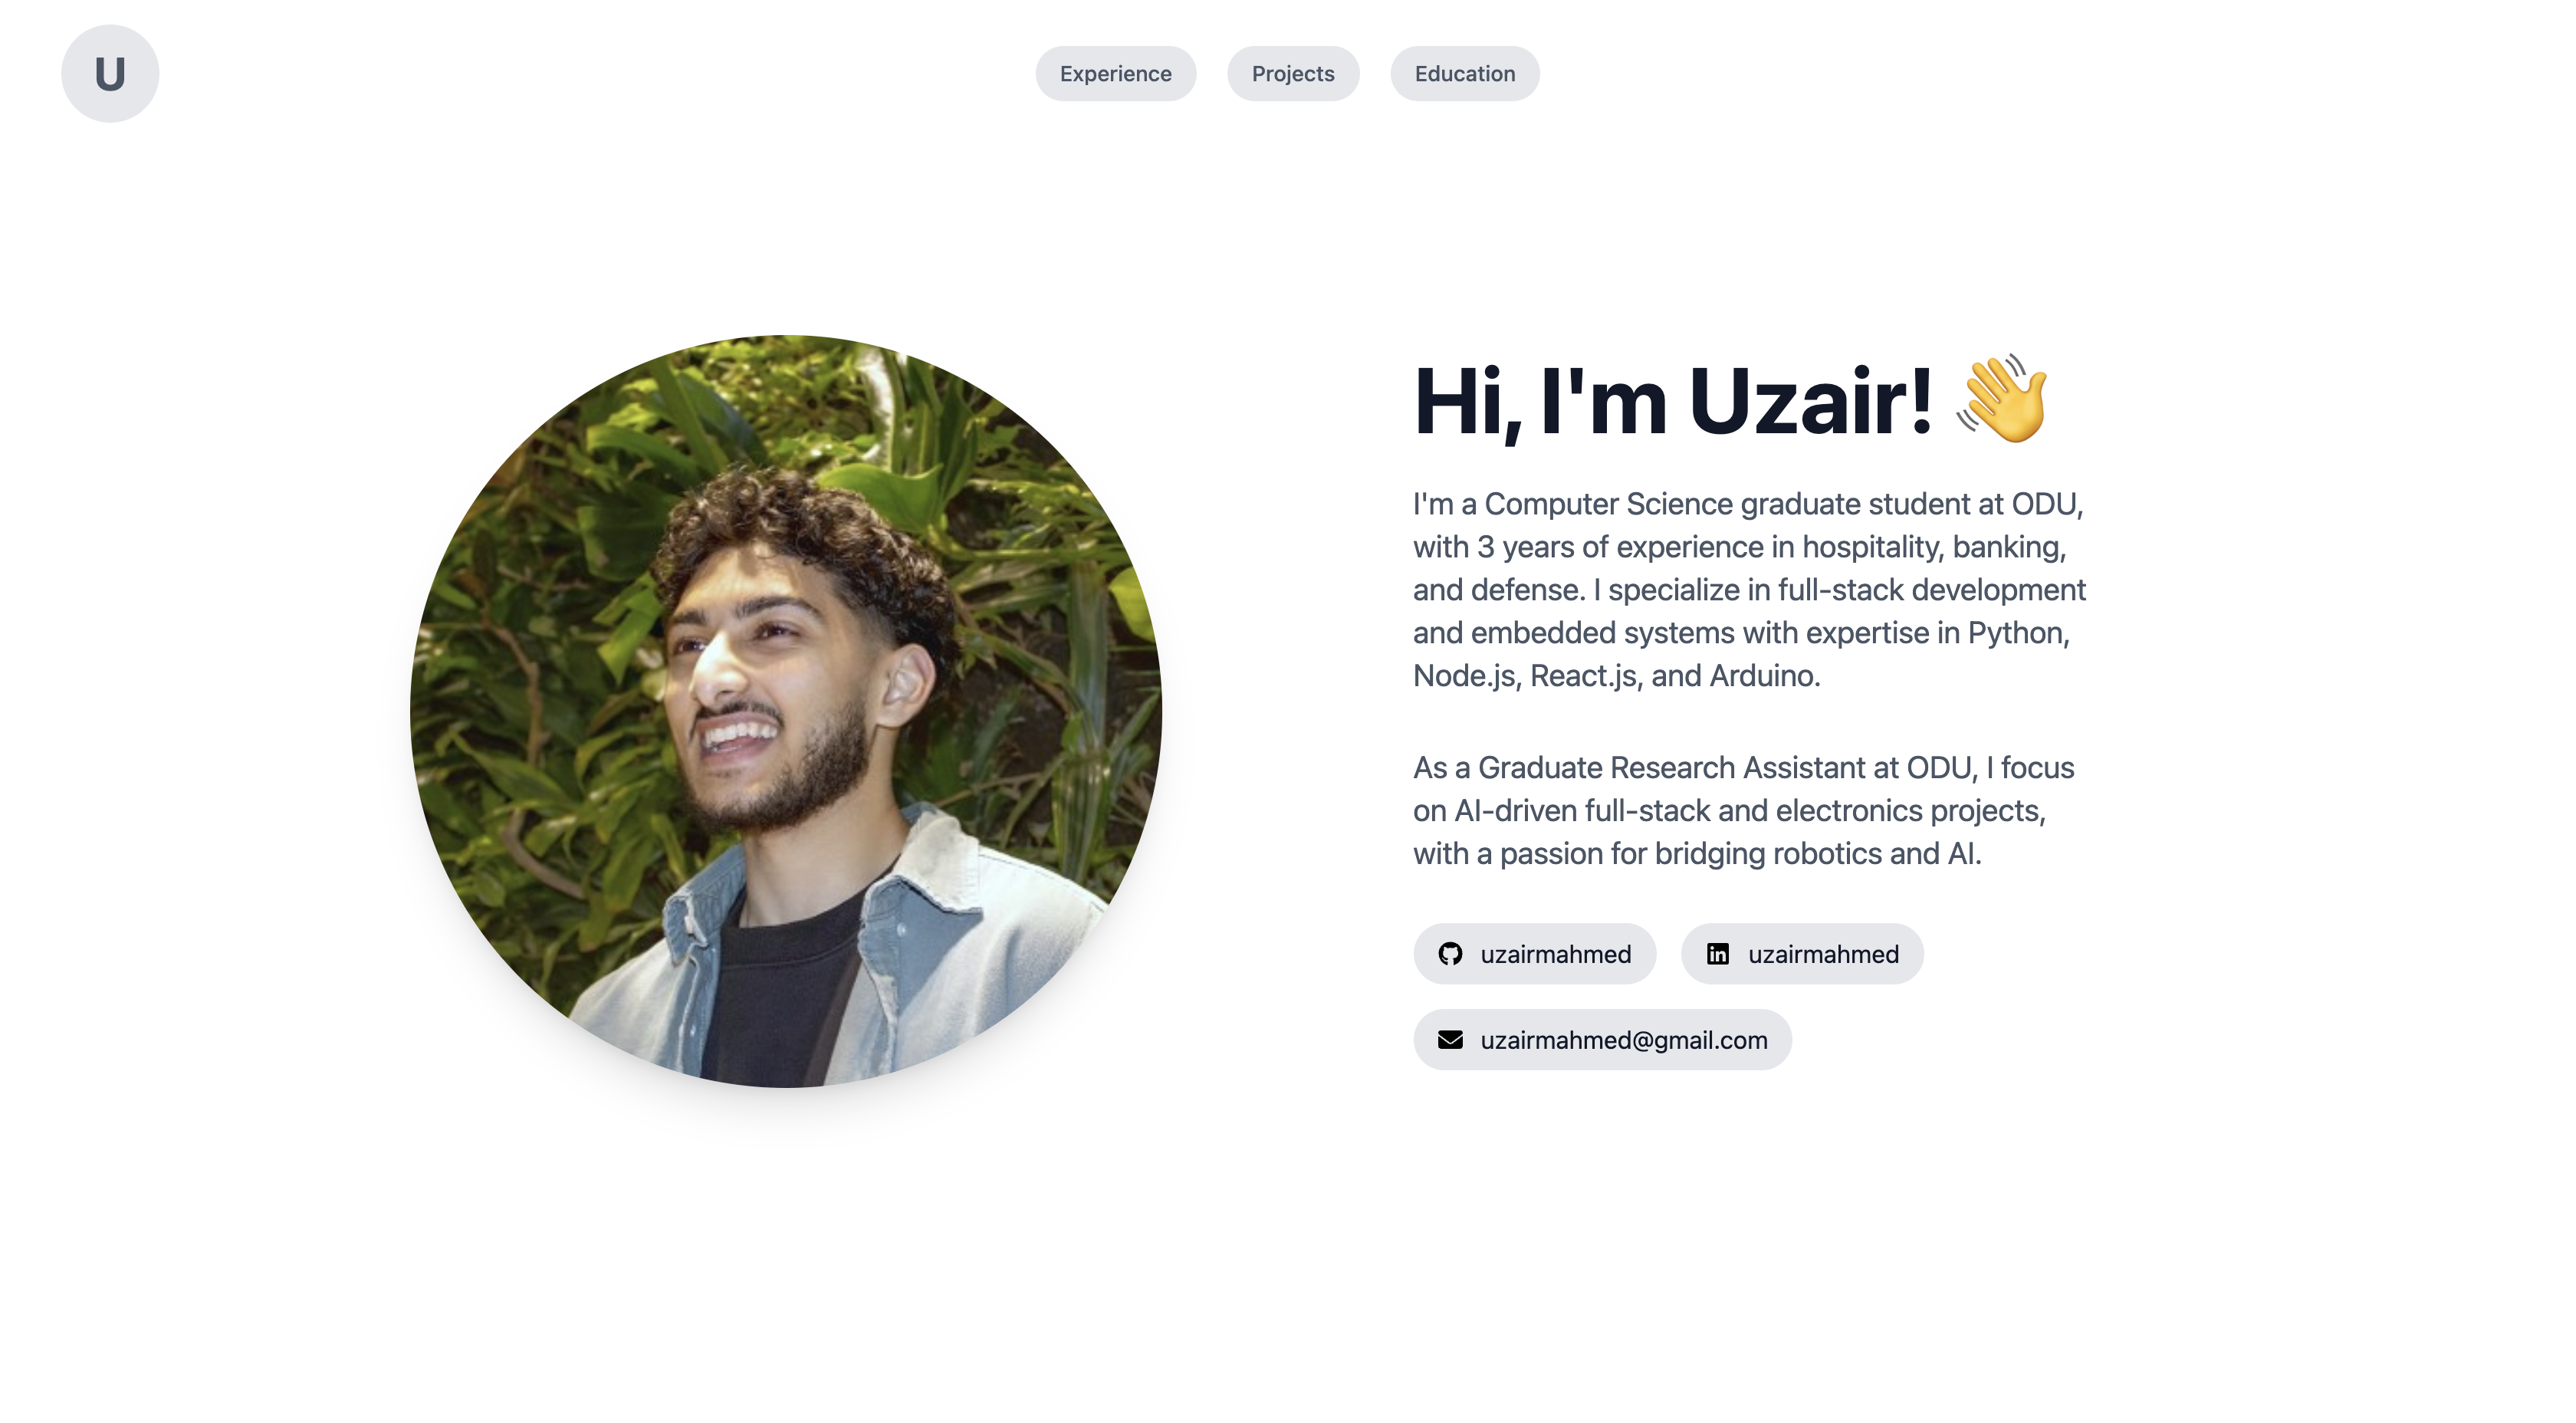 U
Experience
Projects
Education
Hi, I'm Uzair! 👋
I'm a Computer Science graduate student at ODU,
with 3 years of experience in hospitality, banking,
and defense. I specialize in full-stack development
and embedded systems with expertise in Python,
Node.js, React.js, and Arduino.
As a Graduate Research Assistant at ODU, I focus
on AI-driven full-stack and electronics projects,
with a passion for bridging robotics and AI.
uzairmahmed
uzairmahmed
uzairmahmed@gmail.com